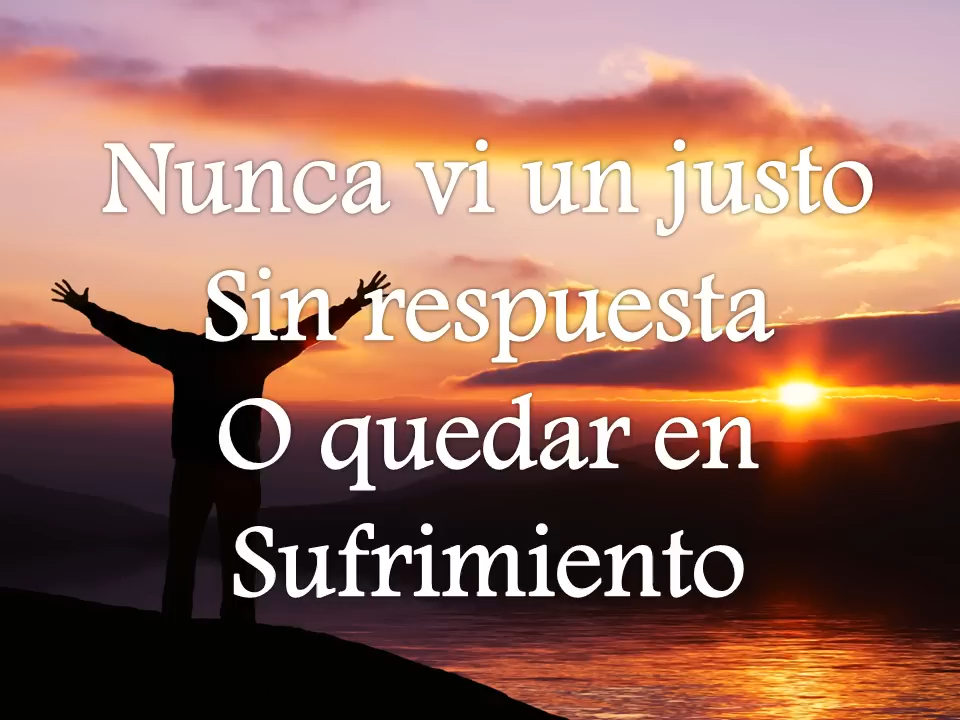 Nunca vi un justo
Sin respuesta
O quedar en
Sufrimiento